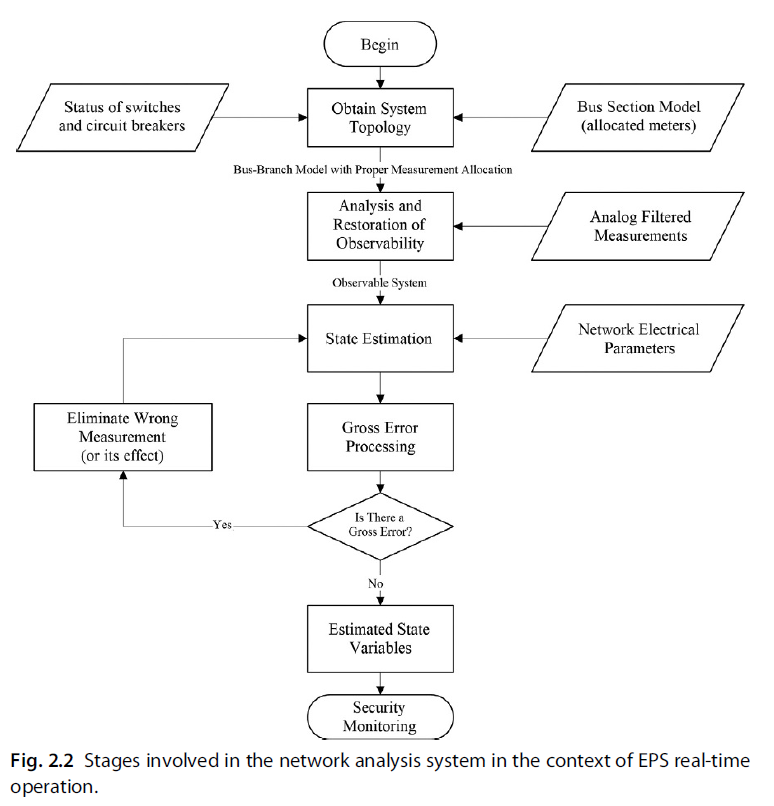 Begin
Status of switches
and circuit breakers
Obtain System
Topology
Bus Section Model
(allocated meters)
Bus-Branch Model with Proper Measurement Allocation
Analysis and
Restoration of
Observability
Analog Filtered
Measurements
Observable System
State Estimation
Network Electrical
Parameters
Eliminate Wrong
Measurement
(or its effect)
Gross Error
Processing
Is There a
Gross Error?
Yes
No
Estimated State
Variables
Security
Monitoring
Fig. 2.2 Stages involved in the network analysis system in the context of EPS real-time
operation.